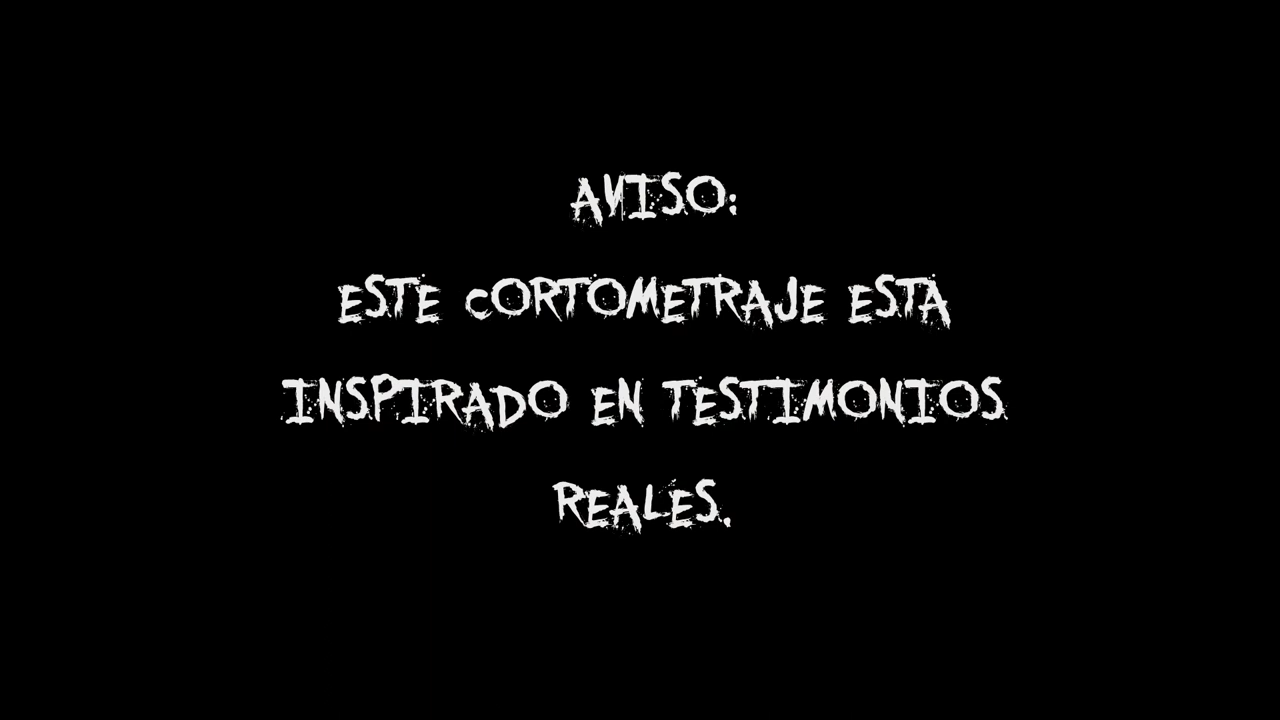 AVISO:
ESTE CORTOMETRAJE ESTA
INSPIRADO EN TESTIMONIOS
REALES.